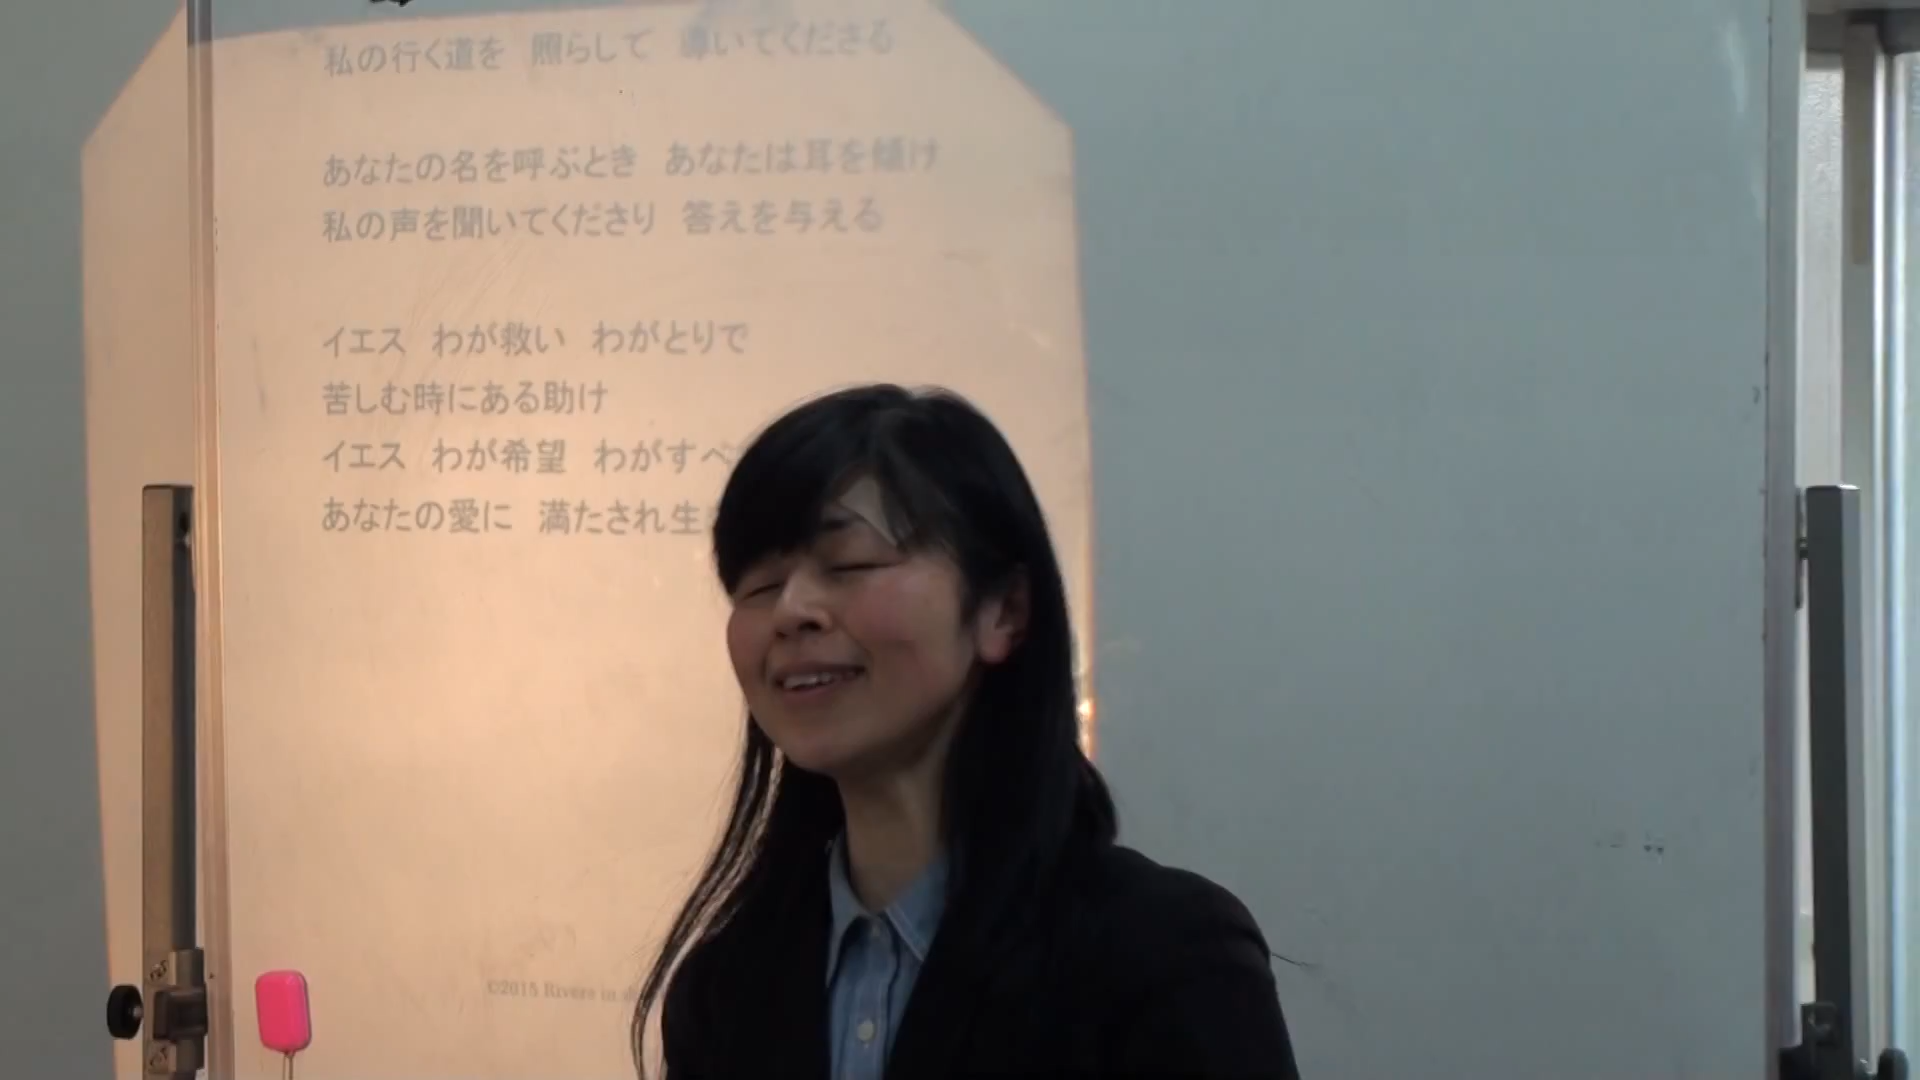 私の行く道を 照らして 導いてくださる
あなたの名を呼ぶとき あなたは耳を傾け
私の声を聞いてくださり 答えを与える
イエス わが救い わがとりで
苦しむ時にある助け
イエス わが希望 わがすべ
あなたの愛に 満たされ生
©2015 Rivers in